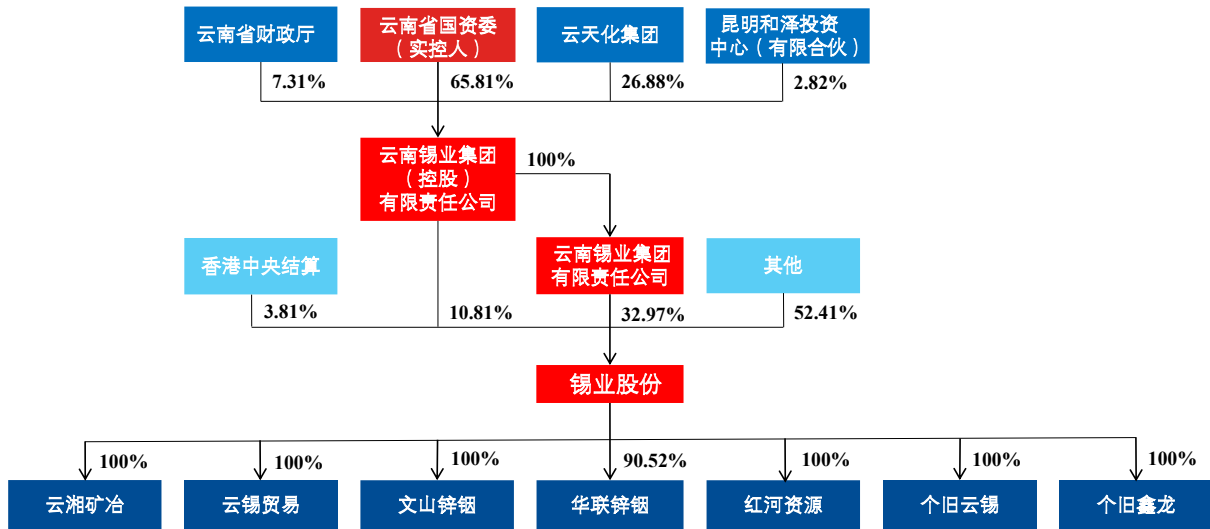 云南省财政厅
云南省国资委
（实控人）
云天化集团
昆明和泽投资
中心（有限合伙）
7.31%
65.81%
26.88%
2.82%
云南锡业集团
（控股）
有限责任公司
100%
香港中央结算
云南锡业集团
有限责任公司
其他
3.81%
10.81%
32.97%
52.41%
锡业股份
100%
100%
100%
90.52%
100%
100%
100%
云湘矿冶
云锡贸易
文山锌铟
华联锌铟
红河资源
个旧云锡
个旧鑫龙